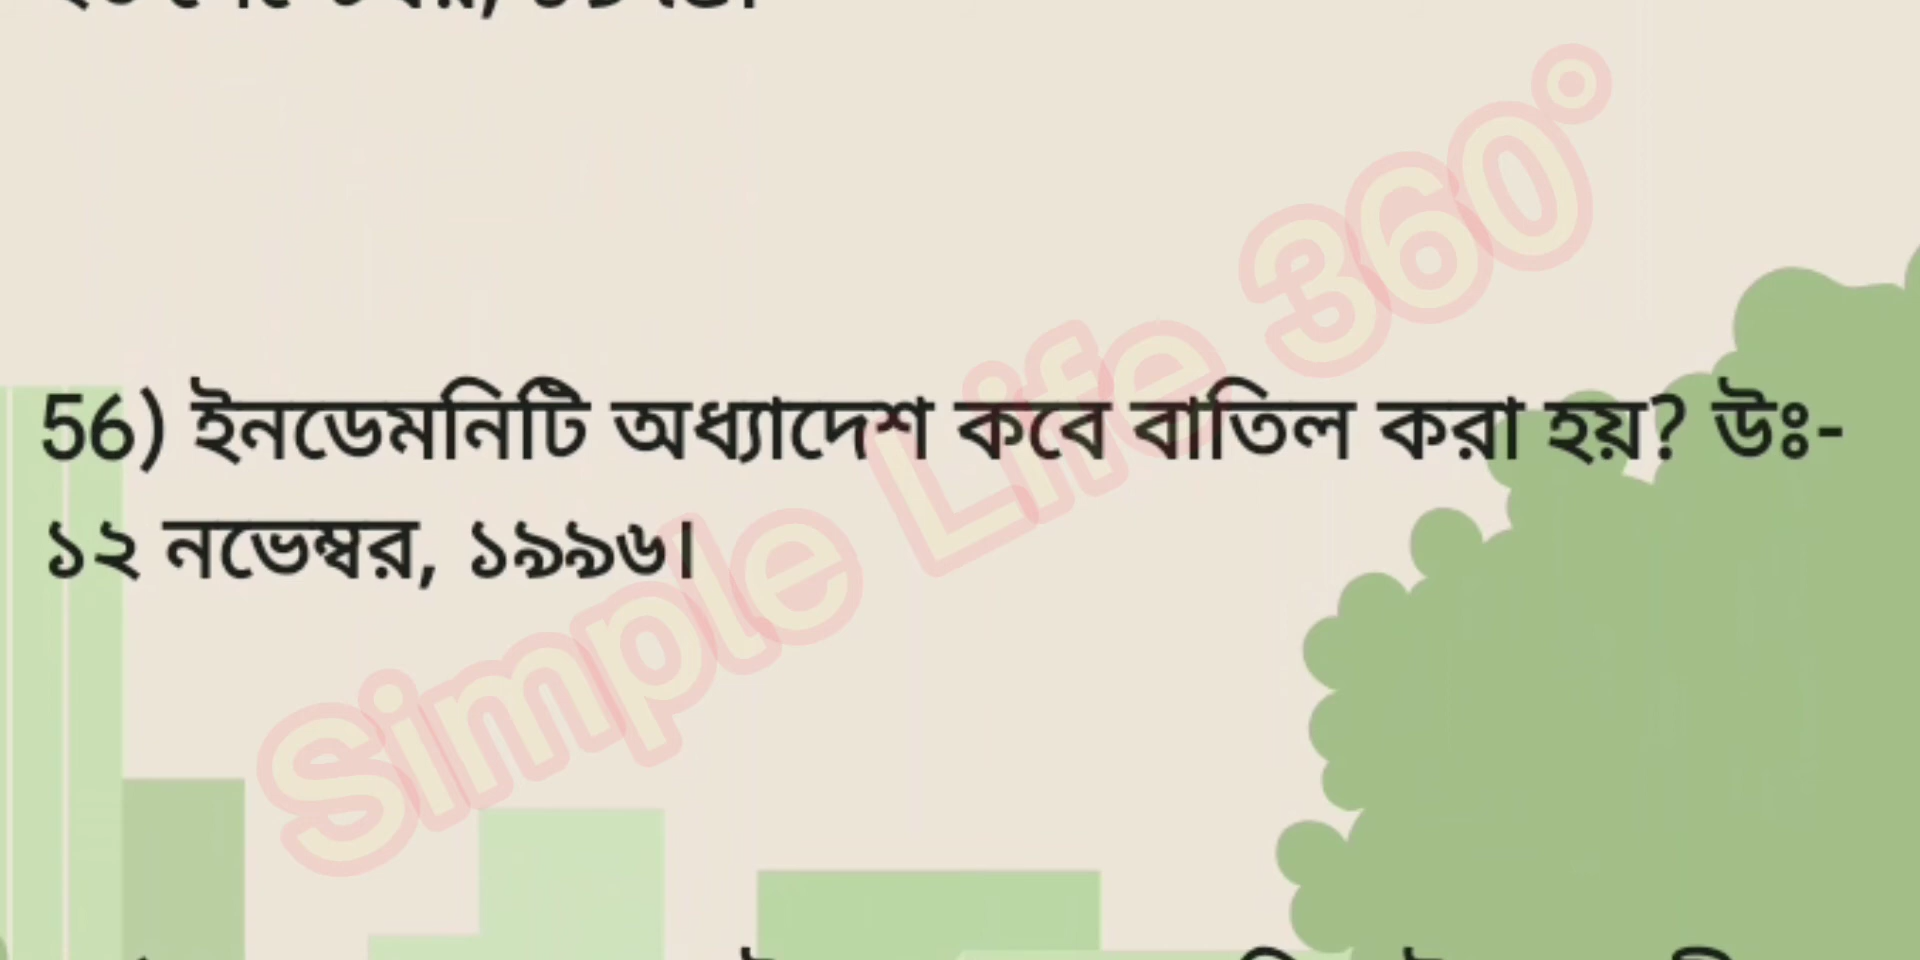 56) ইনডেমনিটি অধ্যাদেশ কবে বাতিল করা হয়? উঃ-
১২ নভেম্বর, ১৯৯৬।
Simple Life 360°